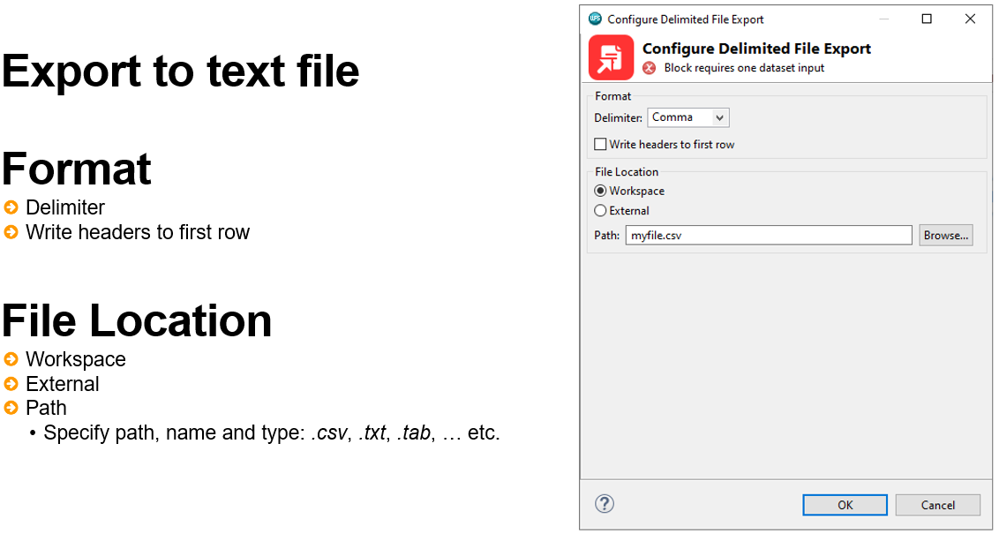 Export to text file
Format
Delimiter
Write headers to first row
File Location
Workspace
External
Path
• Specify path, name and type: .csv, .txt, .tab, … etc.
WPS Configure Delimited File Export
Configure Delimited File Export
Block requires one dataset input
Format
Delimiter: Comma
Write headers to first row
File Location
Workspace
External
Path: myfile.csv Browse...
? OK Cancel